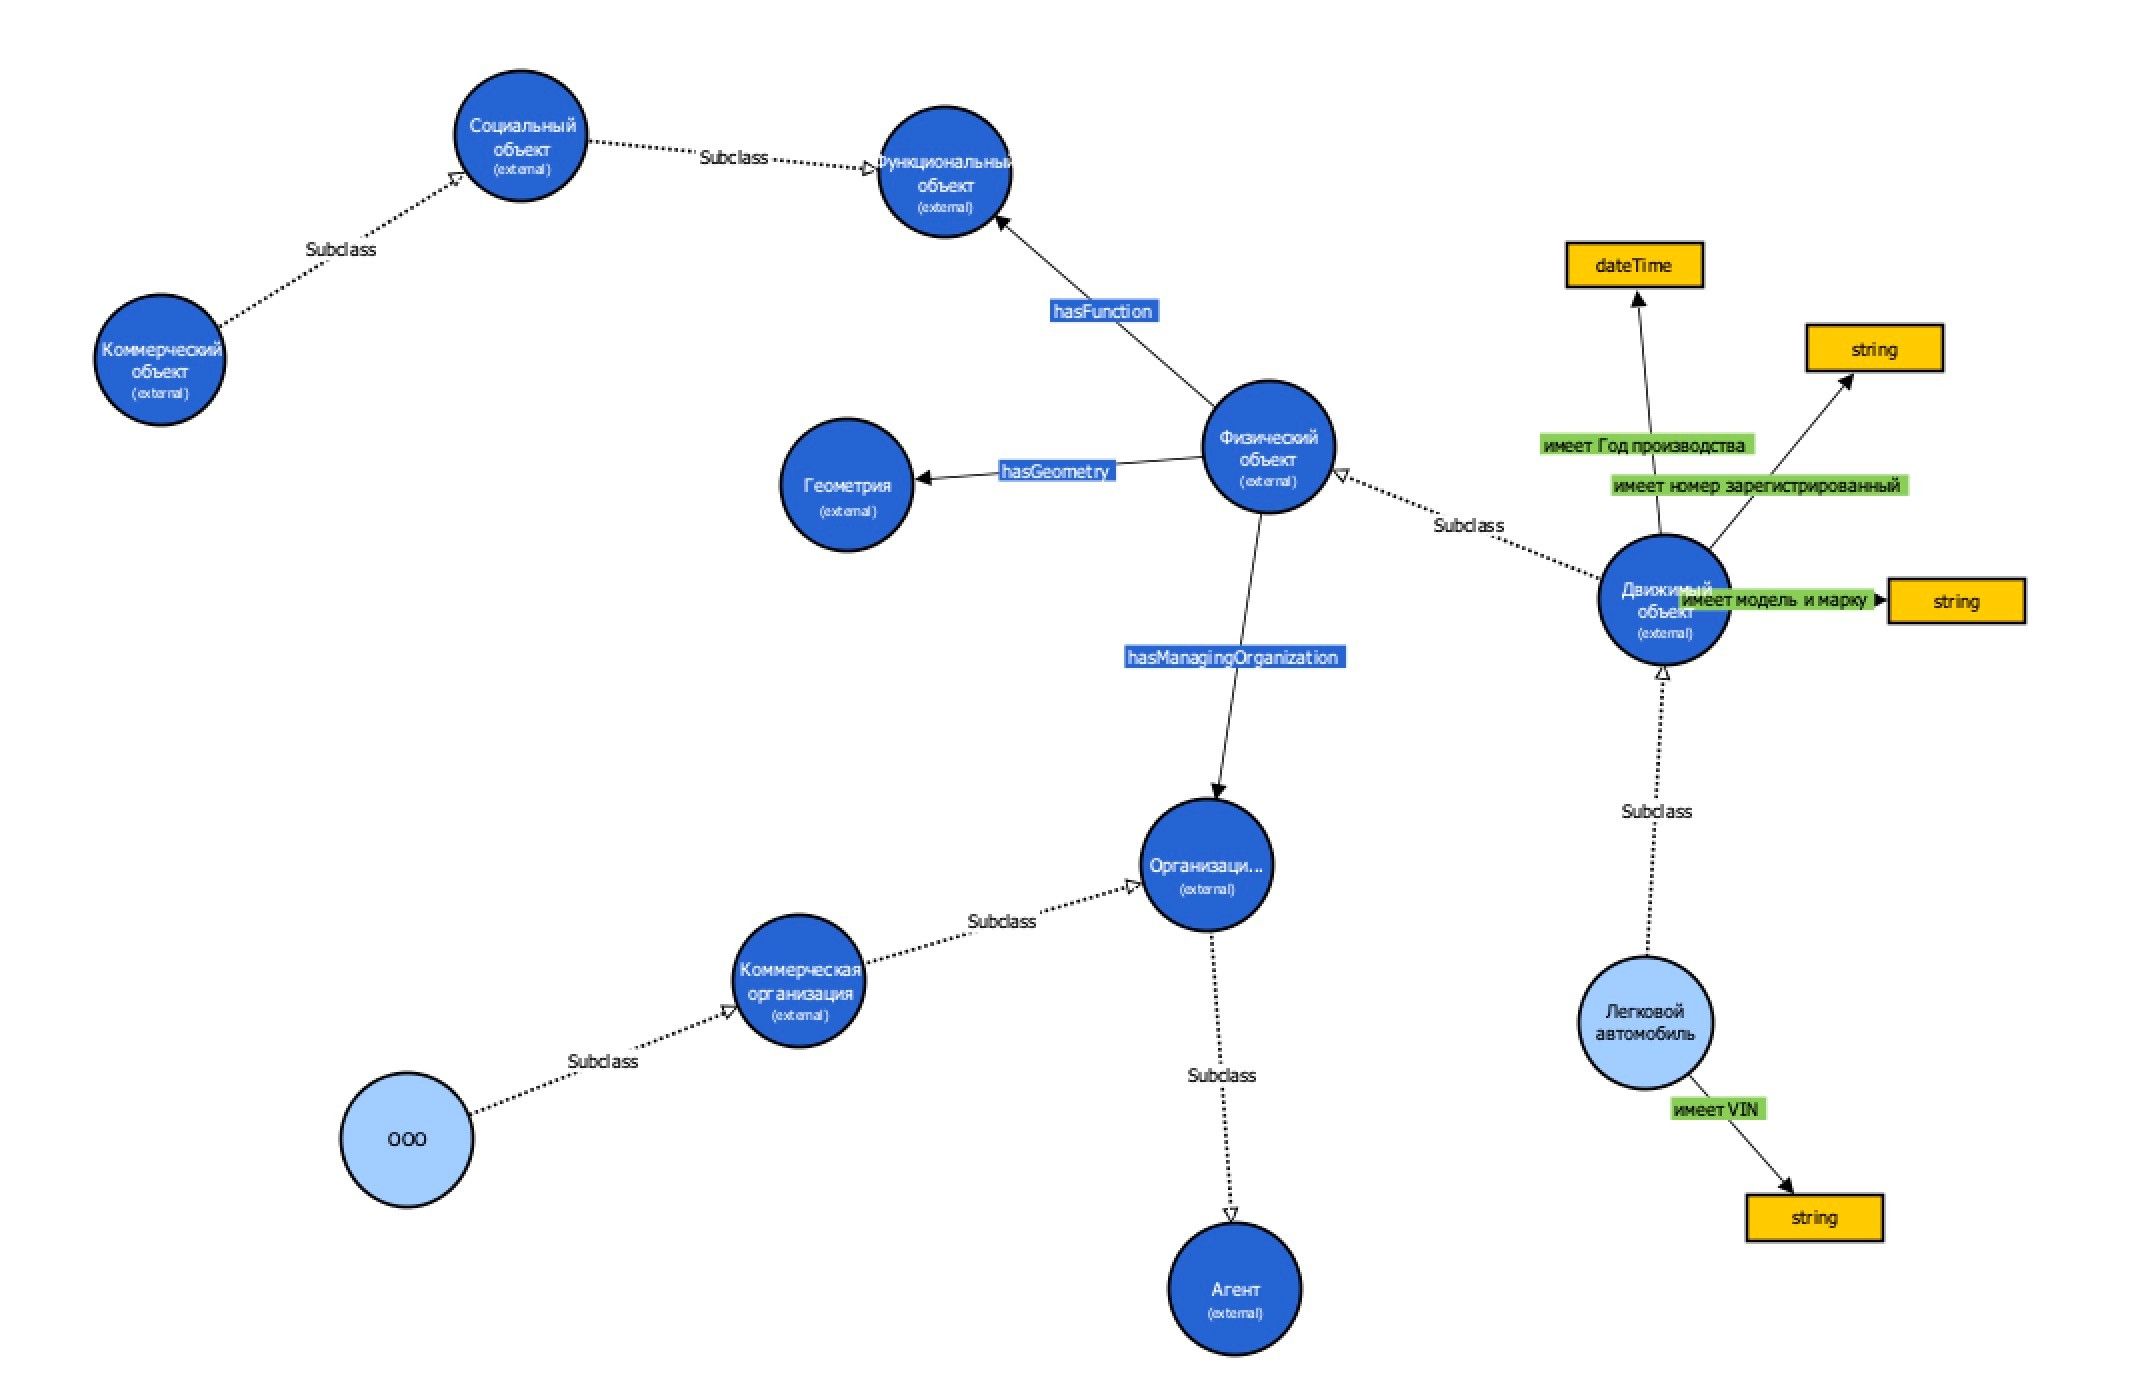 Социальный
объект
(external)
Subclass
Функциональный
объект
(external)
Subclass
Коммерческий
объект
(external)
hasFunction
dateTime
string
Физический
объект
(external)
имеет Год производства
Геометрия
(external)
hasGeometry
имеет номер зарегистрированный
Subclass
Движимый
объект
(external)
имеет модель и марку
string
hasManagingOrganization
Subclass
Организаци...
(external)
Subclass
Коммерческая
организация
(external)
Легковой
автомобиль
Subclass
Subclass
имеет VIN
ООО
string
Агент
(external)